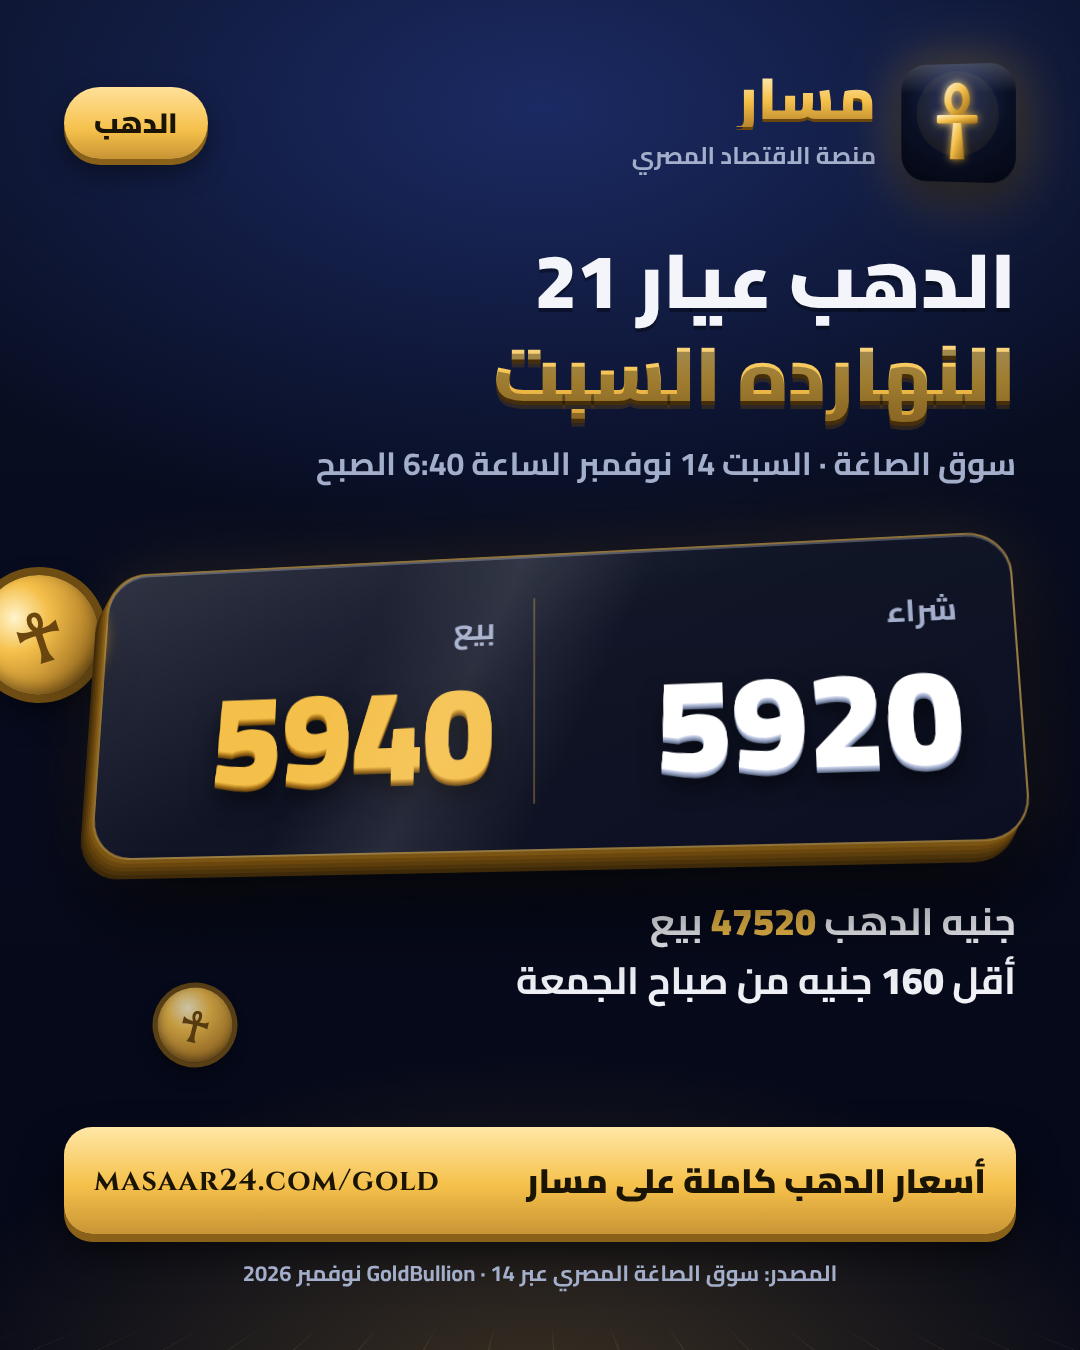 مسار
منصة الاقتصاد المصري
الدهب
الدهب عيار 21
النهارده السبت
سوق الصاغة · السبت 14 نوفمبر الساعة 6:40 الصبح
شراء
5920
بيع
5940
جنيه الدهب 47520 بيع
أقل 160 جنيه من صباح الجمعة
أسعار الدهب كاملة على مسار
MASAAR24.COM/GOLD
المصدر: سوق الصاغة المصري عبر GoldBullion · 14 نوفمبر 2026